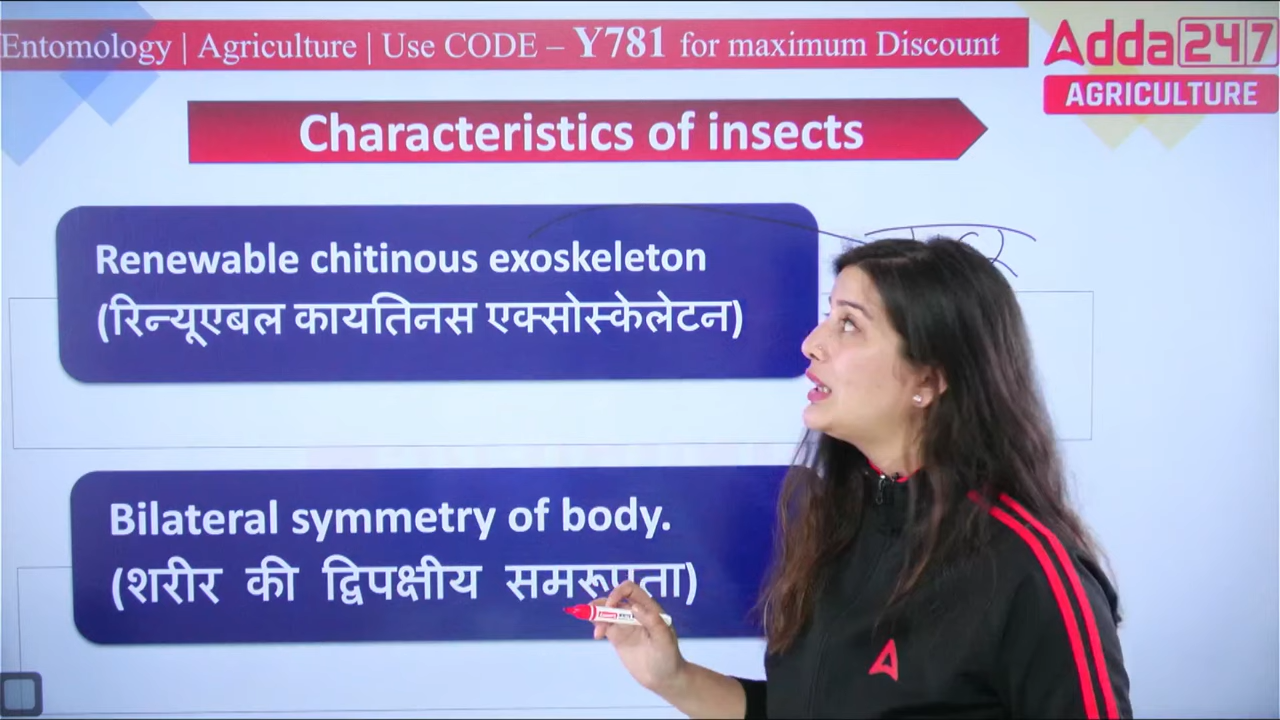 Entomology | Agriculture | Use CODE – Y781 for maximum Discount
Adda247
AGRICULTURE
Characteristics of insects
Renewable chitinous exoskeleton
(रिन्यूएबल कायतिनस एक्सोस्केलेटन)
Bilateral symmetry of body.
(शरीर की द्विपक्षीय समरूपता)